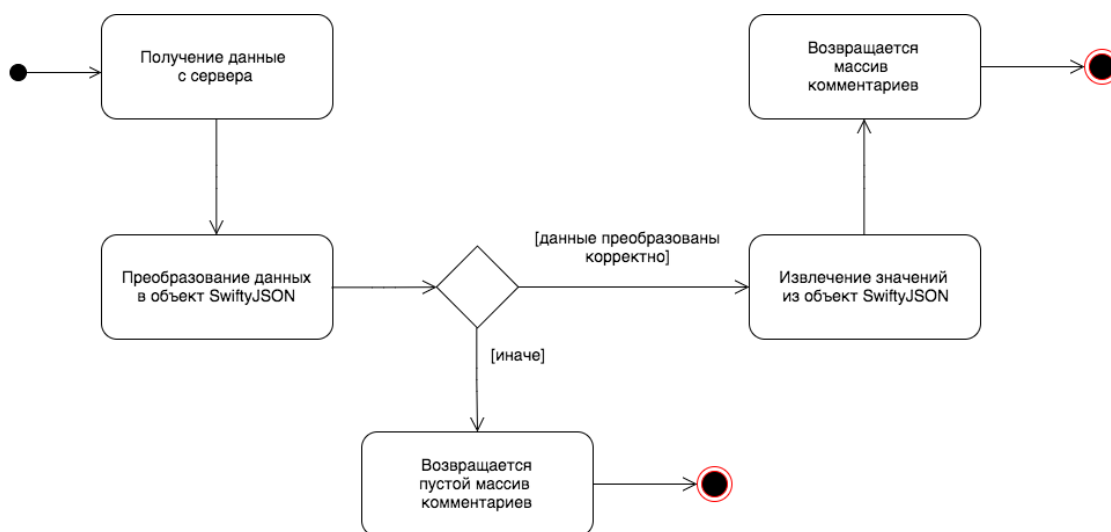 Получение данные
с сервера
Возвращается
массив
комментариев
Преобразование данных
в объект SwiftyJSON
[данные преобразованы
корректно]
Извлечение значений
из объект SwiftyJSON
[иначе]
Возвращается
пустой массив
комментариев